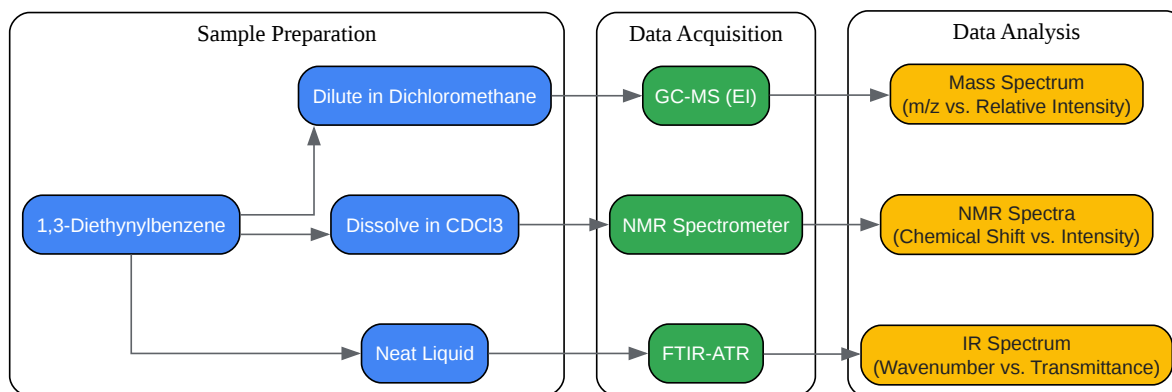 Sample Preparation
Data Acquisition
Data Analysis
Dilute in Dichloromethane
GC-MS (EI)
Mass Spectrum
(m/z vs. Relative Intensity)
1,3-Diethynylbenzene
Dissolve in CDCl3
NMR Spectrometer
NMR Spectra
(Chemical Shift vs. Intensity)
Neat Liquid
FTIR-ATR
IR Spectrum
(Wavenumber vs. Transmittance)